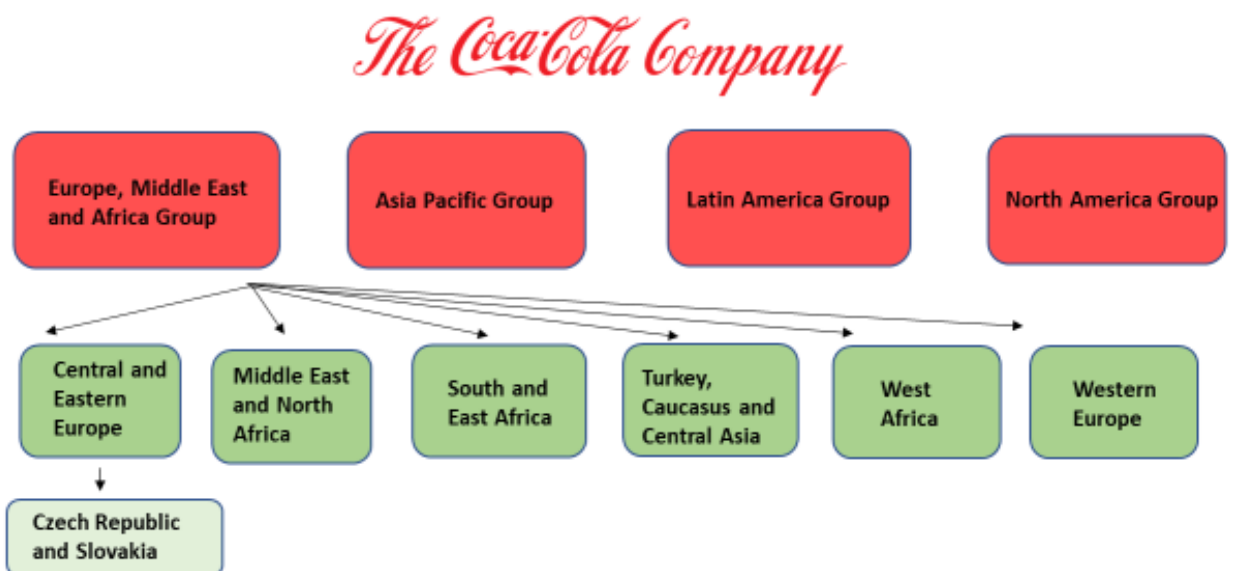 The Coca-Cola Company
Europe, Middle East
and Africa Group
Asia Pacific Group
Latin America Group
North America Group
Central and
Eastern
Europe
Middle East
and North
Africa
South and
East Africa
Turkey,
Caucasus and
Central Asia
West
Africa
Western
Europe
Czech Republic
and Slovakia